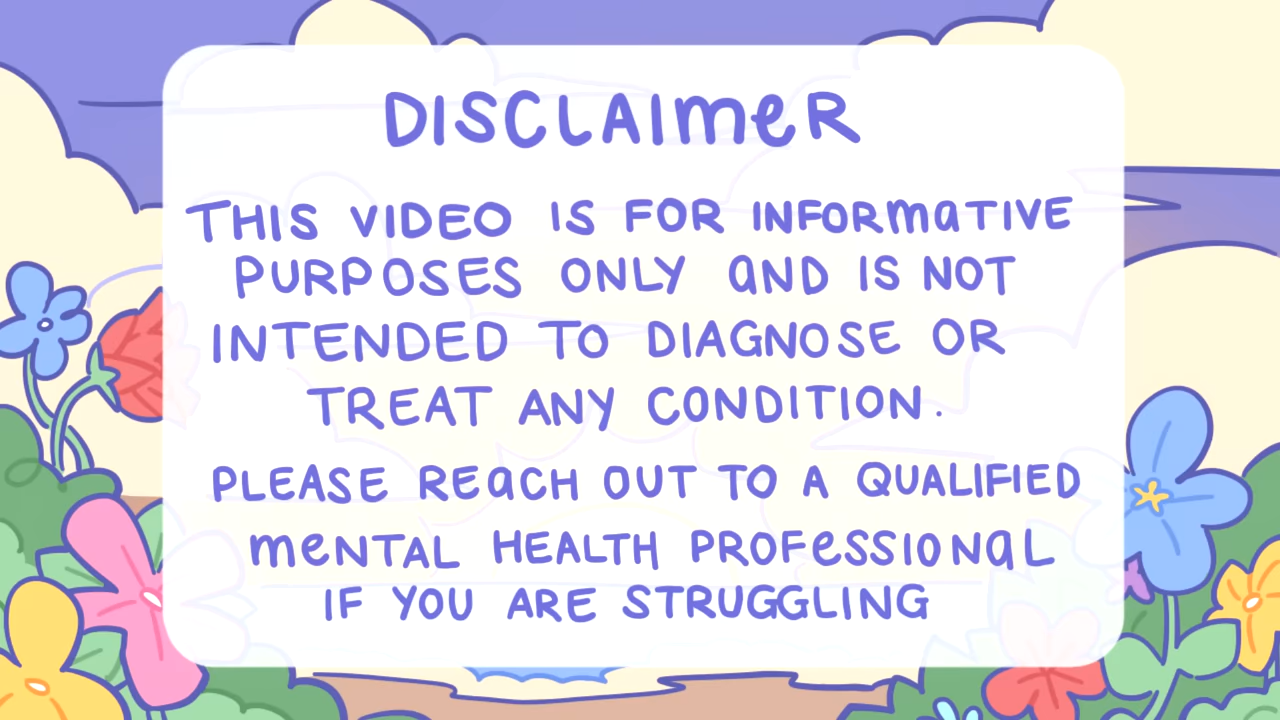 DISCLAIMER
THIS VIDEO IS FOR INFORMATIVE
PURPOSES ONLY AND IS NOT
INTENDED TO DIAGNOSE OR
TREAT ANY CONDITION.
PLEASE REACH OUT TO A QUALIFIED
MENTAL HEALTH PROFESSIONAL
IF YOU ARE STRUGGLING